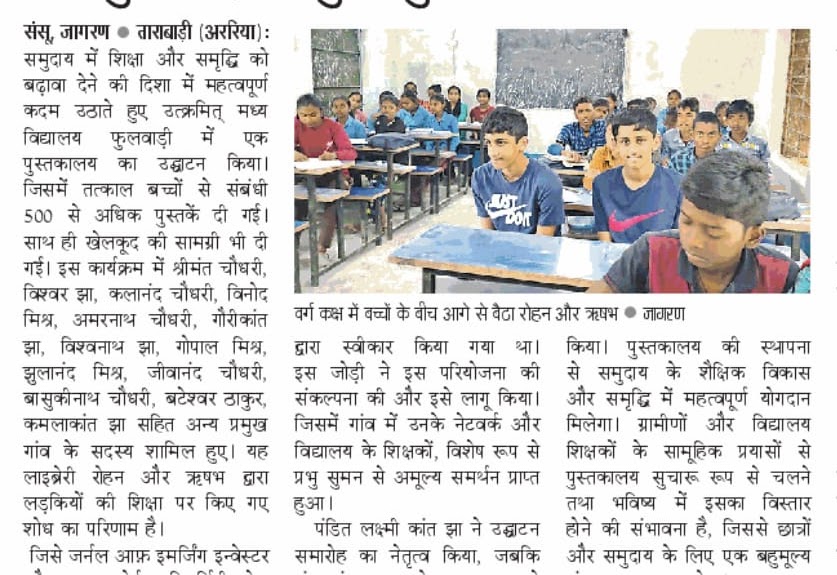 संसू, जागरण ● ताराबाड़ी (अररिया):
समुदाय में शिक्षा और समृद्धि को
बढ़ावा देने की दिशा में महत्वपूर्ण
कदम उठाते हुए उत्क्रमित् मध्य
विद्यालय फुलवाड़ी में एक
पुस्तकालय का उद्घाटन किया।
जिसमें तत्काल बच्चों से संबंधी
500 से अधिक पुस्तकें दी गई।
साथ ही खेलकूद की सामग्री भी दी
गई। इस कार्यक्रम में श्रीमंत चौधरी,
विश्वर झा, कलानंद चौधरी, विनोद
मिश्र, अमरनाथ चौधरी, गौरीकांत
झा, विश्वनाथ झा, गोपाल मिश्र,
झुलानंद मिश्र, जीवानंद चौधरी,
बासुकीनाथ चौधरी, बटेश्वर ठाकुर,
कमलाकांत झा सहित अन्य प्रमुख
गांव के सदस्य शामिल हुए। यह
लाइब्रेरी रोहन और ऋषभ द्वारा
लड़कियों की शिक्षा पर किए गए
शोध का परिणाम है।
जिसे जर्नल आफ़ इमर्जिंग इन्वेस्टर
JUST
DO IT
वर्ग कक्ष में बच्चों के बीच आगे से बैठा रोहन और ऋषभ ● जागरण
द्वारा स्वीकार किया गया था।
इस जोड़ी ने इस परियोजना की
संकल्पना की और इसे लागू किया।
जिसमें गांव में उनके नेटवर्क और
विद्यालय के शिक्षकों, विशेष रूप से
प्रभु सुमन से अमूल्य समर्थन प्राप्त
हुआ।
पंडित लक्ष्मी कांत झा ने उद्घाटन
समारोह का नेतृत्व किया, जबकि
किया। पुस्तकालय की स्थापना
से समुदाय के शैक्षिक विकास
और समृद्धि में महत्वपूर्ण योगदान
मिलेगा। ग्रामीणों और विद्यालय
शिक्षकों के सामूहिक प्रयासों से
पुस्तकालय सुचारू रूप से चलने
तथा भविष्य में इसका विस्तार
होने की संभावना है, जिससे छात्रों
और समुदाय के लिए एक बहुमूल्य